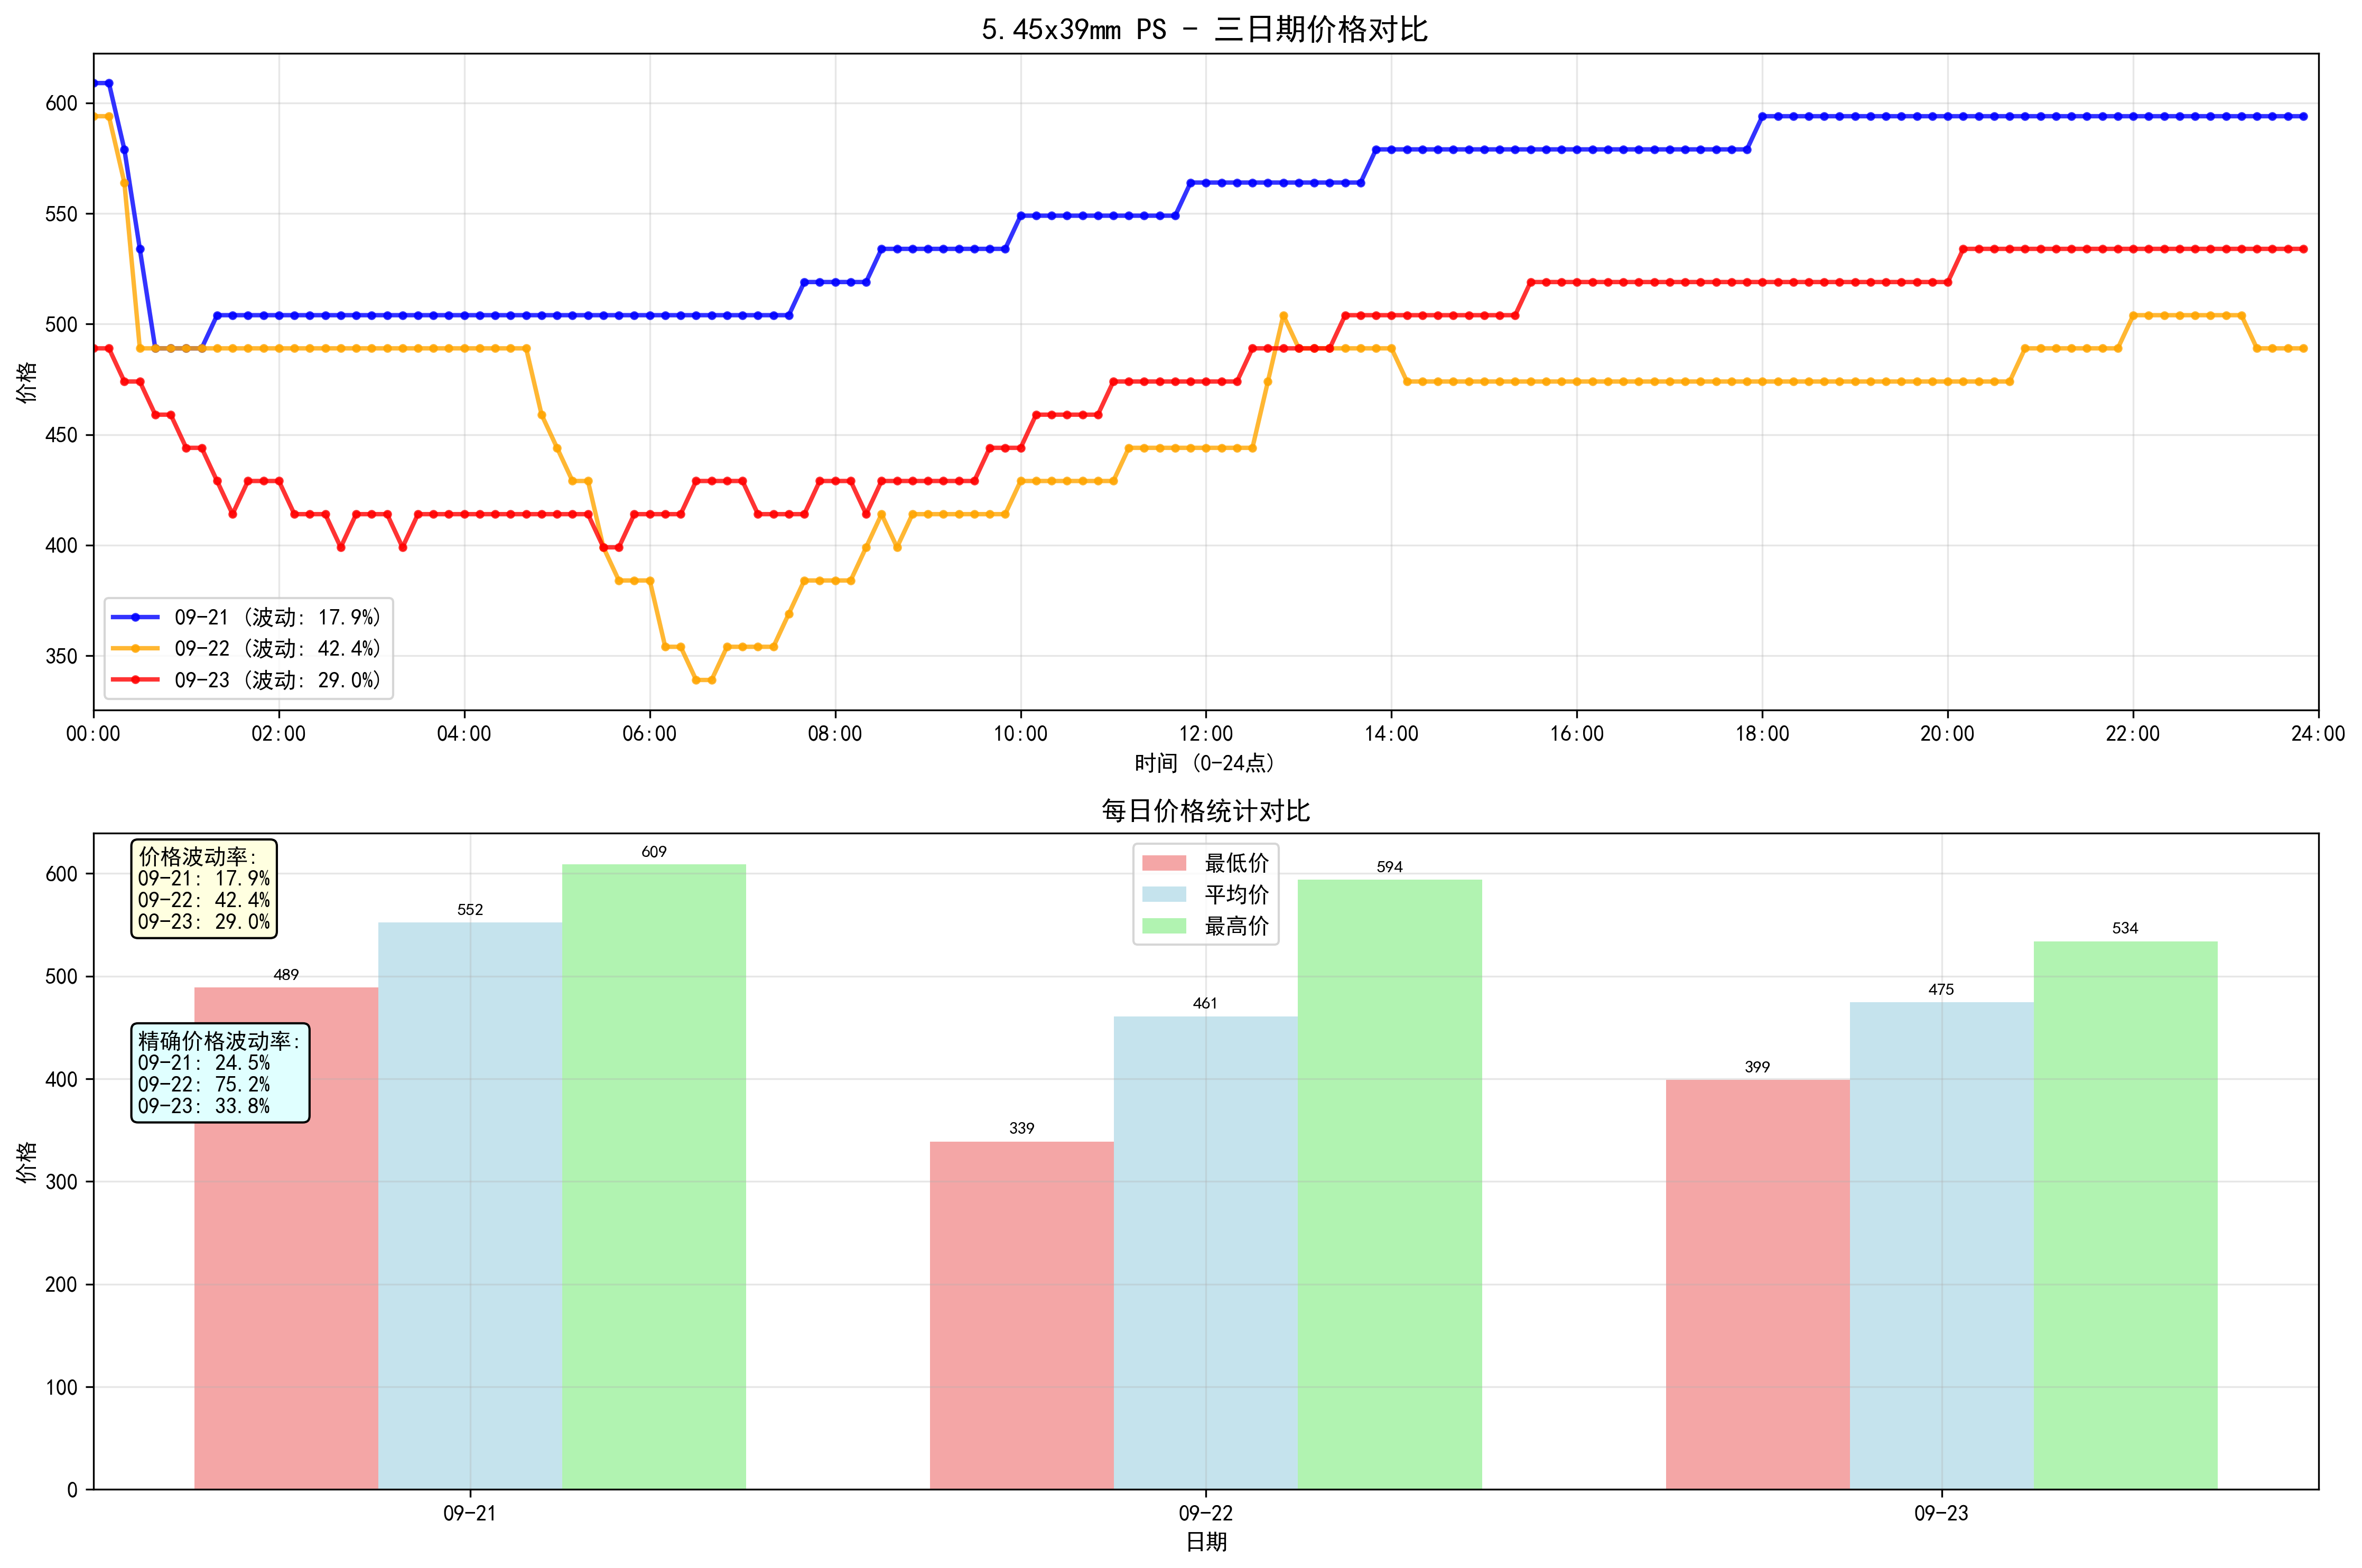 5.45x39mm PS - 三日期价格对比
价格
600
550
500
450
400
350
09-21 (波动: 17.9%)
09-22 (波动: 42.4%)
09-23 (波动: 29.0%)
00:00 02:00 04:00 06:00 08:00 10:00 12:00 14:00 16:00 18:00 20:00 22:00 24:00
时间 (0-24点)
每日价格统计对比
价格
600
500
400
300
200
100
0
价格波动率:
09-21: 17.9%
09-22: 42.4%
09-23: 29.0%
精确价格波动率:
09-21: 24.5%
09-22: 75.2%
09-23: 33.8%
最低价
平均价
最高价
489 552 609
339 461 594
399 475 534
09-21 09-22 09-23
日期